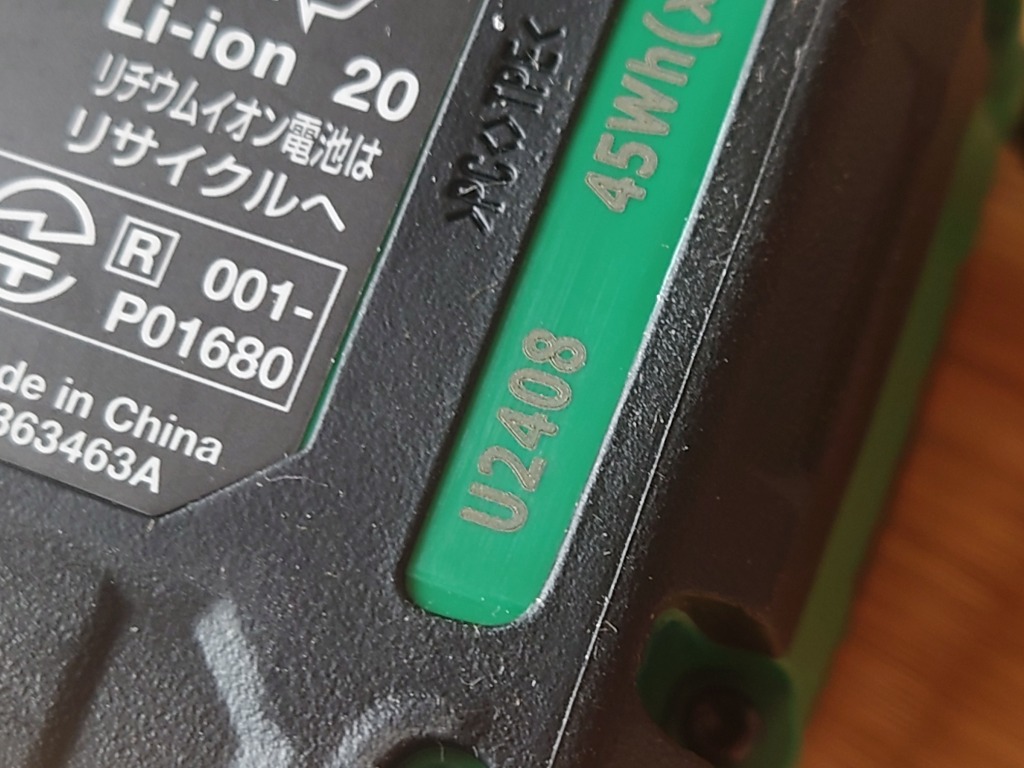 Li-ion 20
リチウムイオン電池は
リサイクルへ
R 001-
P01680
de in China
863463A
45Wh(x
U2408